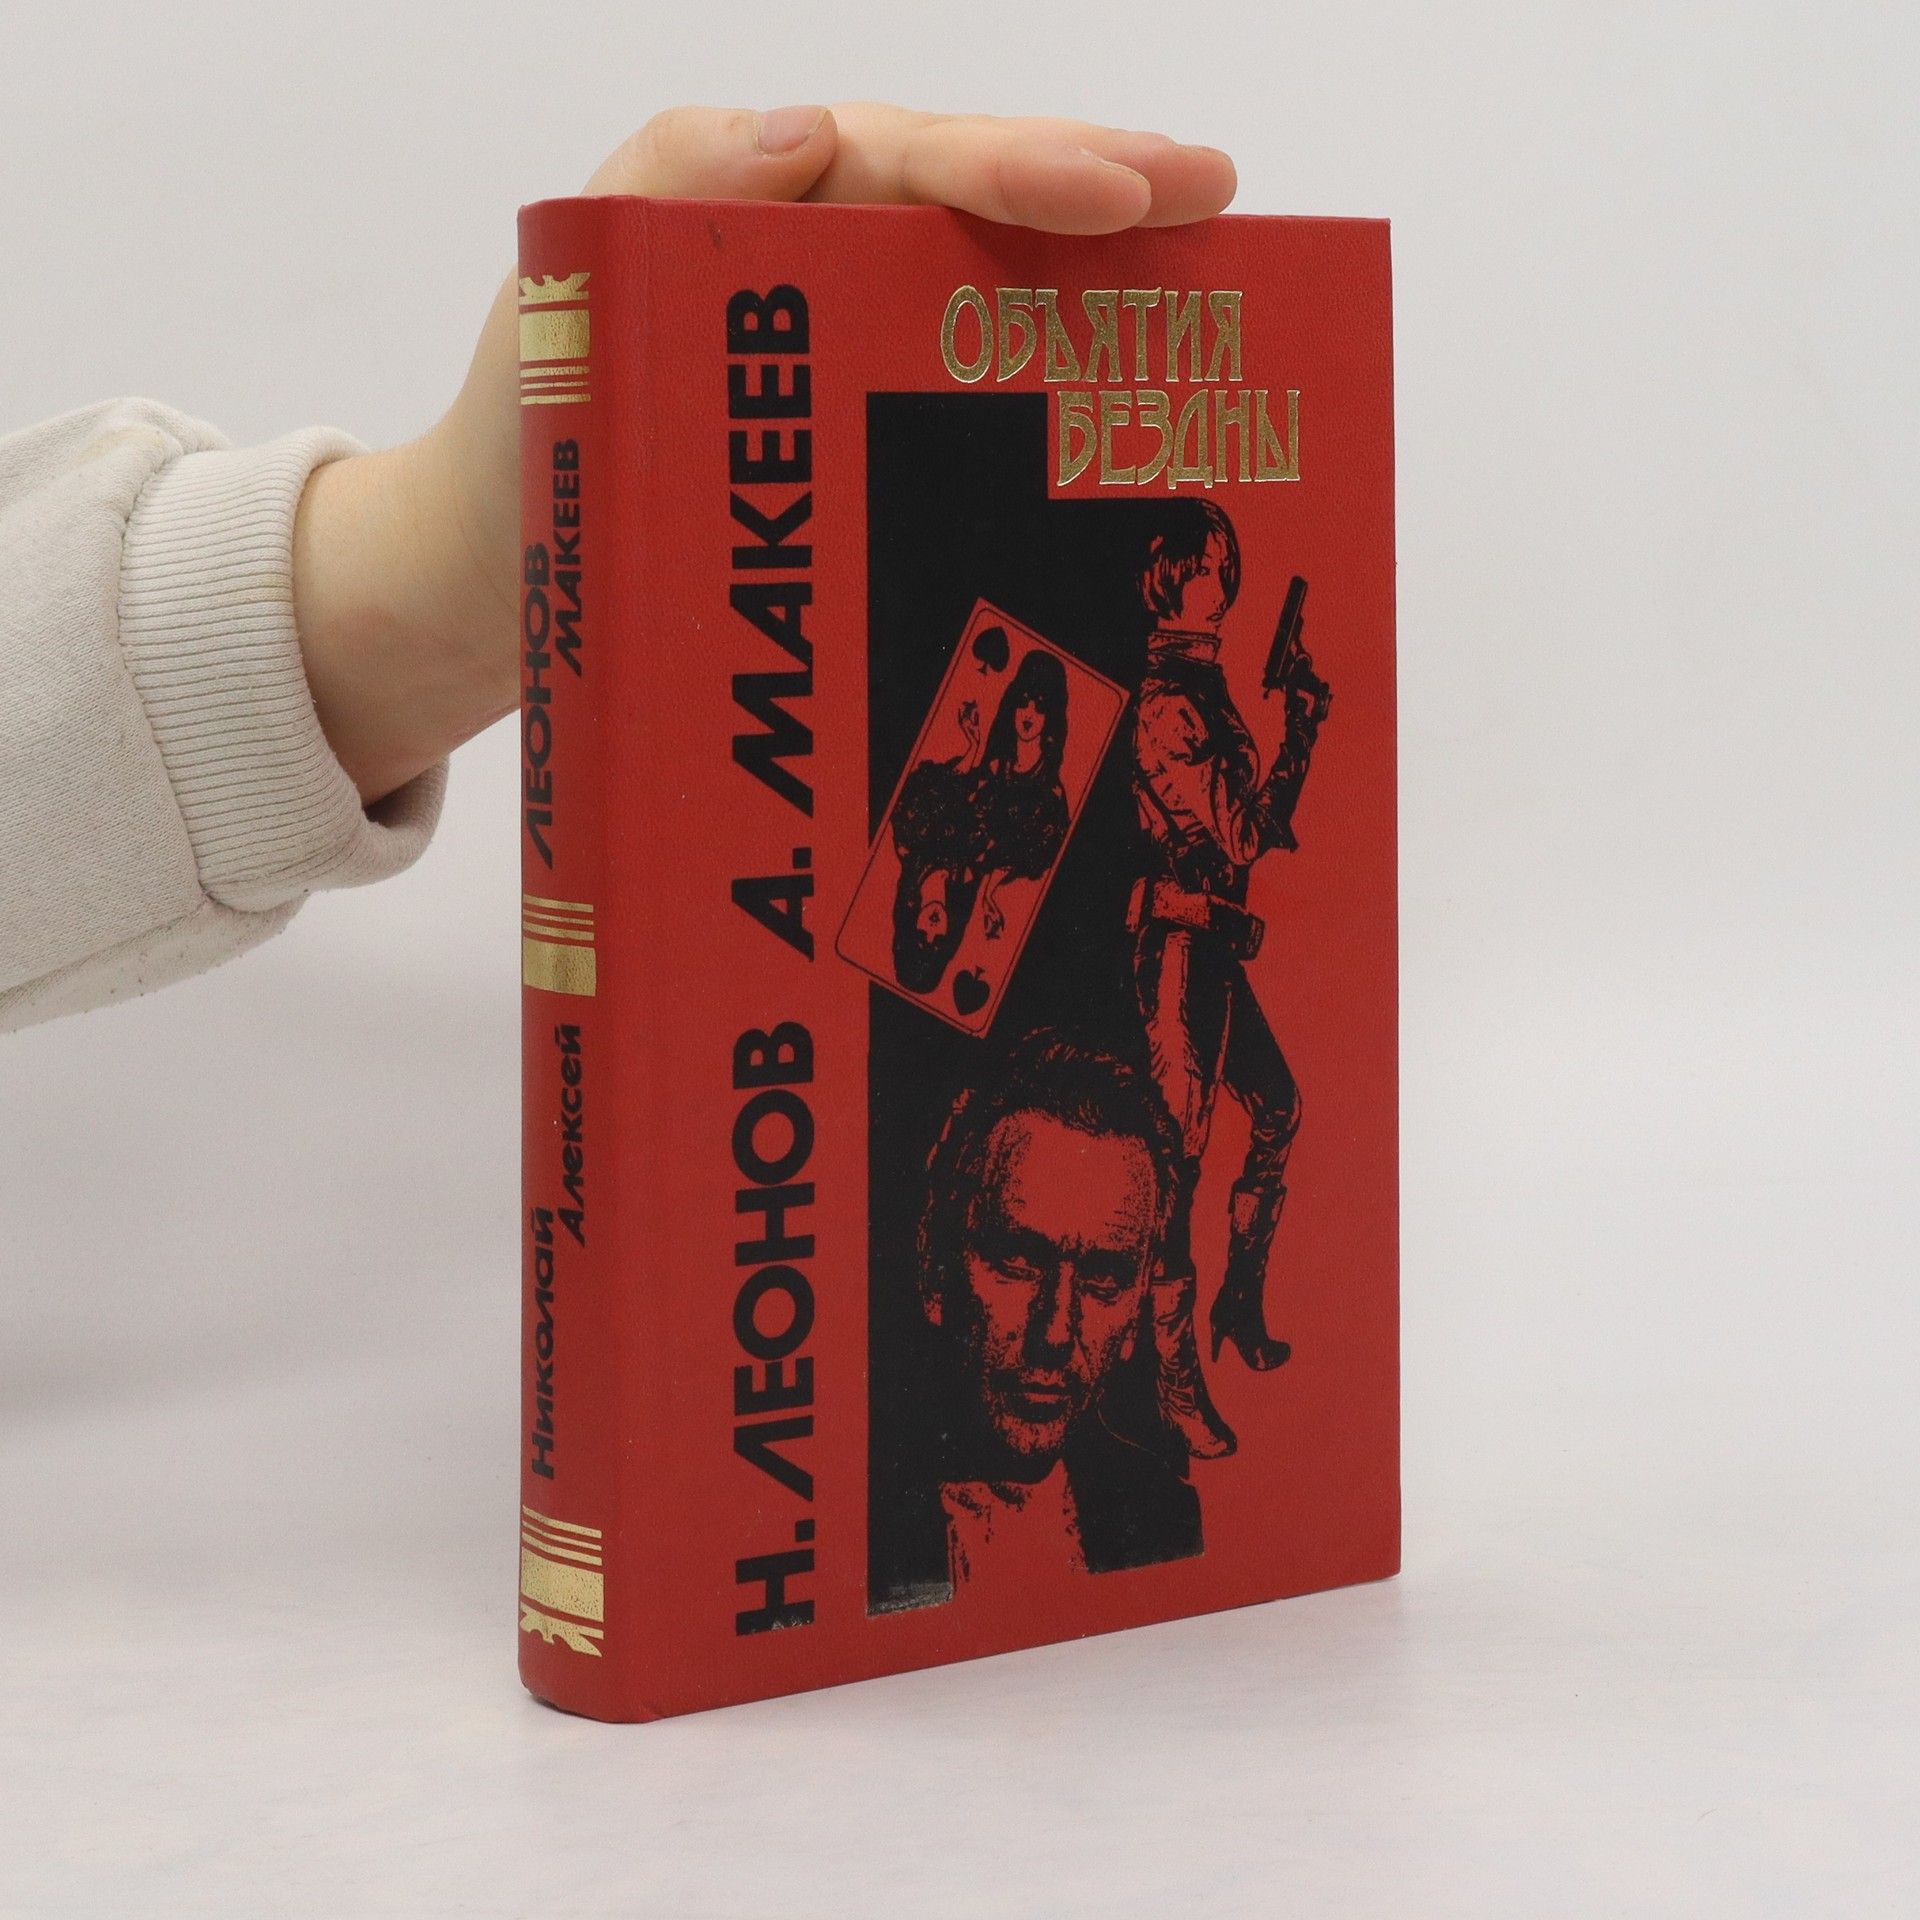 ОБЪЯТИЯ
БЕЗДНЫ
Н. ЛЕОНОВ А. МАКЕЕВ
Николай ЛЕОНОВ
Алексей МАКЕЕВ